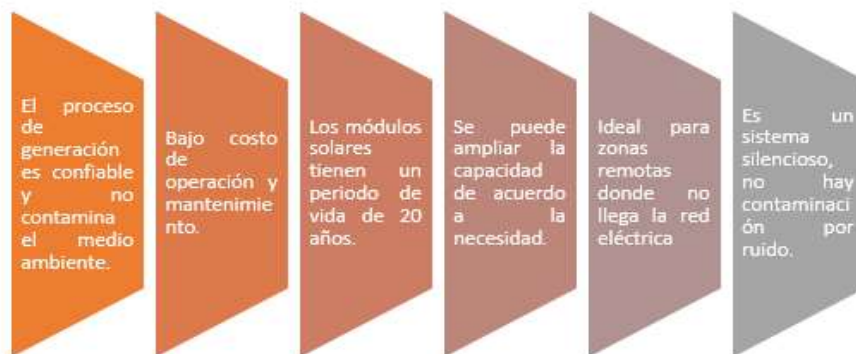 El proceso
de
generación
es confiable
y no
contamina
el medio
ambiente.
Bajo costo
de
operación y
mantenimie
nto.
Los módulos
solares
tienen un
periodo de
vida de 20
años.
Se puede
ampliar la
capacidad
de acuerdo
a la
necesidad.
Ideal para
zonas
remotas
donde no
llega la red
eléctrica
Es un
sistema
silencioso,
no hay
contaminaci
ón por
ruido.